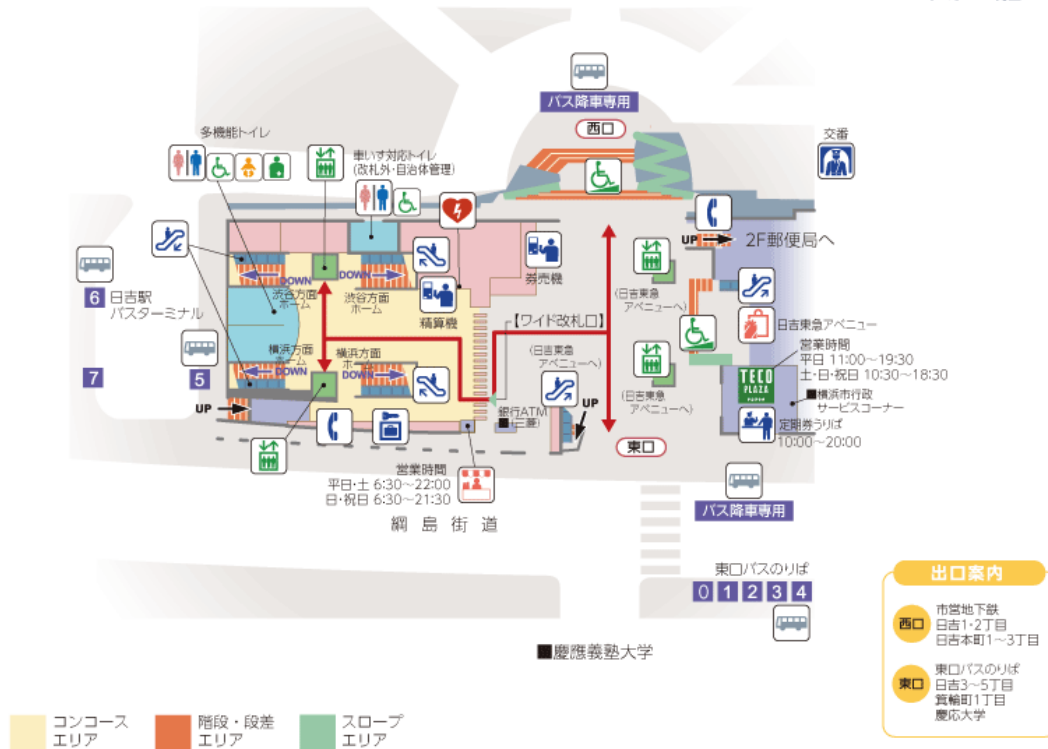 バス降車専用
西口
交番
多機能トイレ
車いす対応トイレ
(改札外・自治体管理)
UP
2F郵便局へ
券売機
DOWN
DOWN
渋谷方面
ホーム
渋谷方面
ホーム
精算機
6
日吉駅
バスターミナル
(日吉東急
アベニューへ)
日吉東急アベニュー
【ワイド改札口】
営業時間
平日 11:00～19:30
土・日・祝日 10:30～18:30
(日吉東急
アベニューへ)
横浜方面
ホーム
DOWN
横浜方面
ホーム
DOWN
7
5
TECO
PLAZA
(日吉東急
アベニューへ)
■横浜市行政
サービスコーナー
UP
UP
銀行ATM
■(三菱)
定期券うりば
10:00～20:00
東口
営業時間
平日・土 6:30～22:00
日・祝日 6:30～21:30
バス降車専用
綱島街道
東口バスのりば
0 1 2 3 4
■慶應義塾大学
出口案内
西口
市営地下鉄
日吉1・2丁目
日吉本町1～3丁目
東口
東口バスのりば
日吉3～5丁目
箕輪町1丁目
慶応大学
コンコース
エリア
階段・段差
エリア
スロープ
エリア